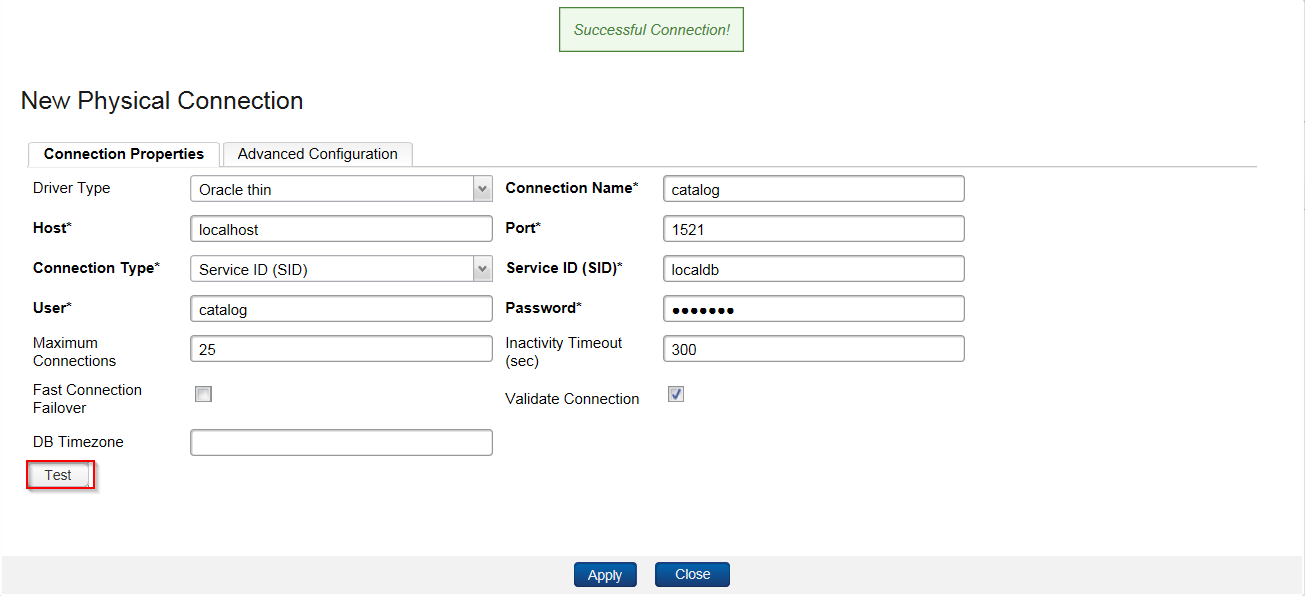 Successful Connection!
New Physical Connection
Connection Properties Advanced Configuration
Driver Type Oracle thin Connection Name* catalog
Host* localhost Port* 1521
Connection Type* Service ID (SID) Service ID (SID)* localdb
User* catalog Password* ●●●●●●●
Maximum
Connections 25 Inactivity Timeout
(sec) 300
Fast Connection
Failover Validate Connection
DB Timezone
Test
Apply Close